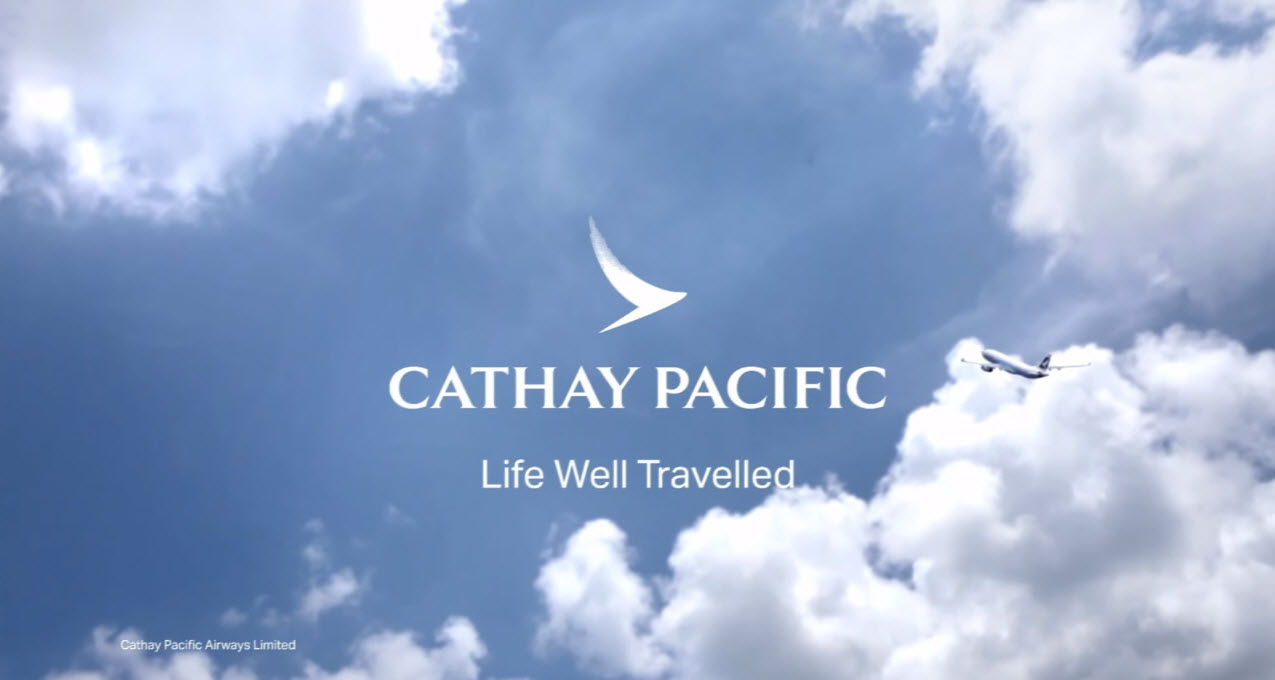 CATHAY PACIFIC
Life Well Travelled
Cathay Pacific Airways Limited